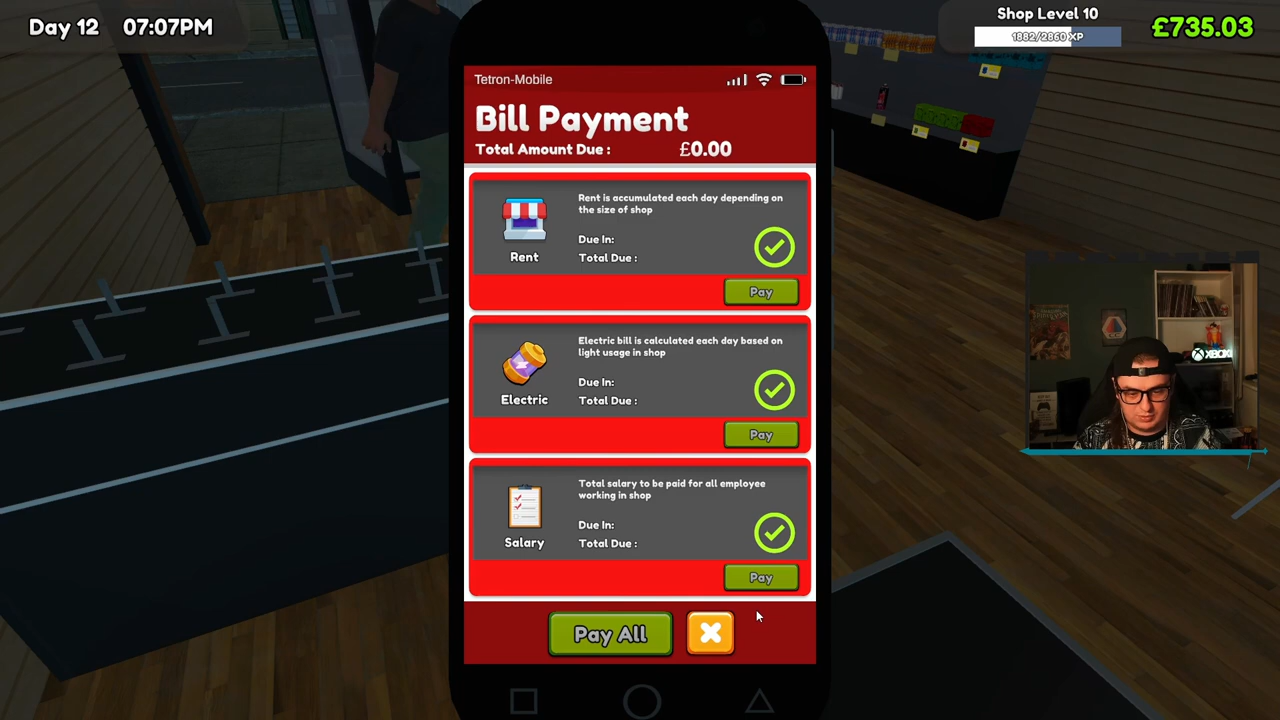 Day 12 07:07PM
Shop Level 10
1882/2860 XP
£735.03
Tetron-Mobile
Bill Payment
Total Amount Due : £0.00
Rent is accumulated each day depending on
the size of shop
Due In:
Total Due :
Rent
Pay
Electric bill is calculated each day based on
light usage in shop
Due In:
Total Due :
Electric
Pay
Total salary to be paid for all employee
working in shop
Due In:
Total Due :
Salary
Pay
Pay All
XBOX